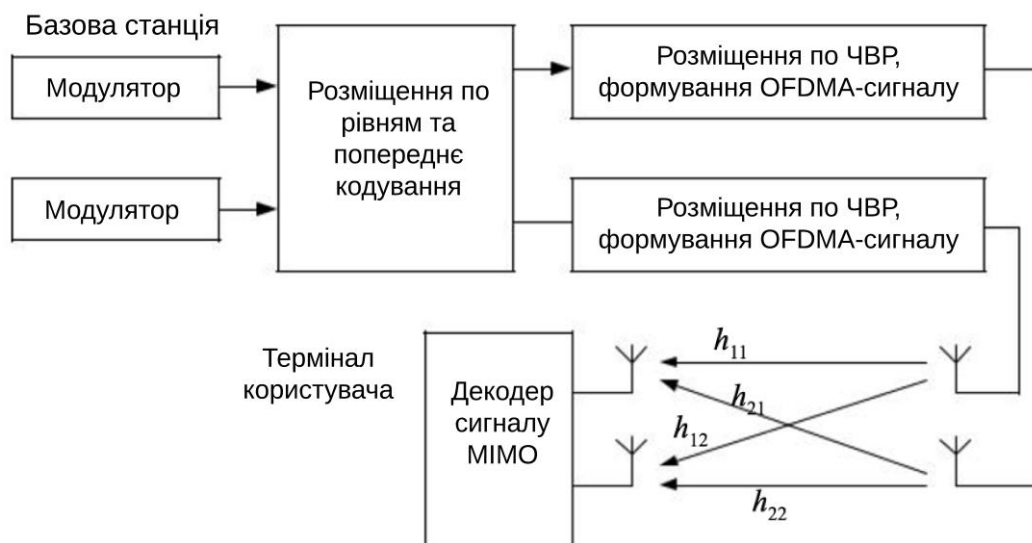 Базова станція
Модулятор
Розміщення по
рівням та
попереднє
кодування
Розміщення по ЧВР,
формування OFDMA-сигналу
Модулятор
Розміщення по ЧВР,
формування OFDMA-сигналу
Термінал
користувача
Декодер
сигналу
MIMO
h11
h21
h12
h22